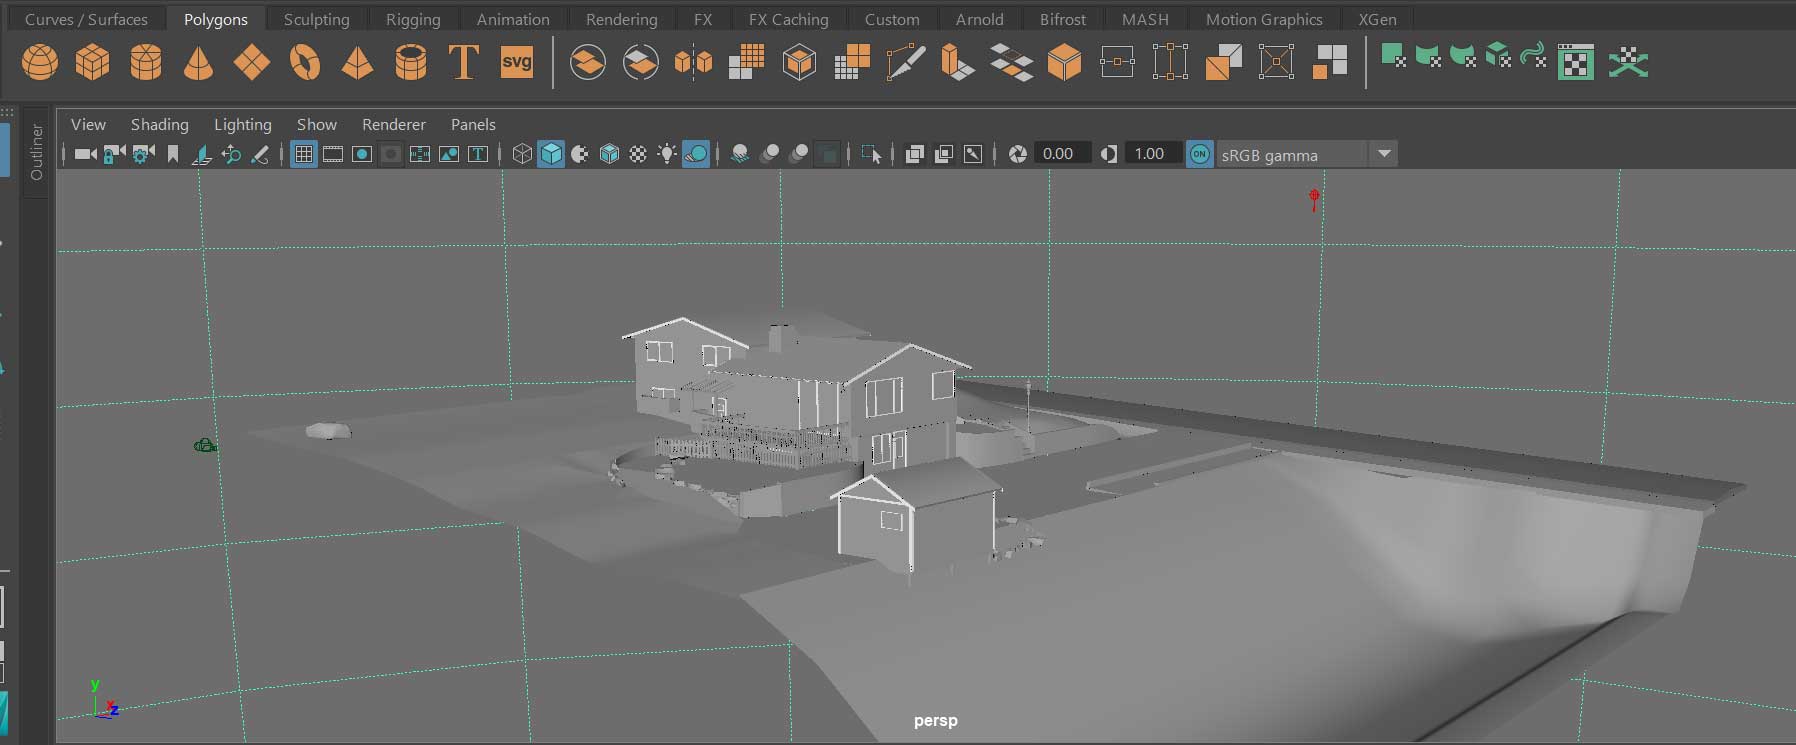 Curves / Surfaces Polygons Sculpting Rigging Animation Rendering FX FX Caching Custom Arnold Bifrost MASH Motion Graphics XGen
T svg
Outliner
View Shading Lighting Show Renderer Panels
T 0.00 1.00 ON sRGB gamma
y
x
z
persp